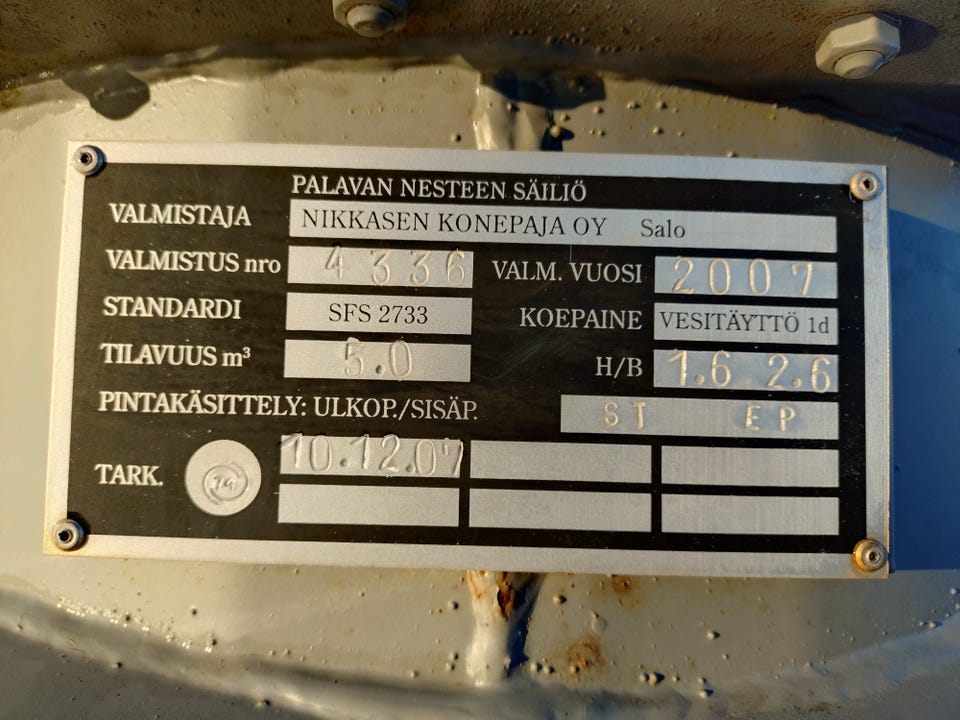 PALAVAN NESTEEN SÄILIÖ
VALMISTAJA NIKKASEN KONEPAJA OY Salo
VALMISTUS nro 4336 VALM. VUOSI 2007
STANDARDI SFS 2733 KOEPAINE VESITÄYTTÖ 1d
TILAVUUS m³ 5.0 H/B 1.6 2.6
PINTAKÄSITTELY: ULKOP./SISÄP. ST EP
TARK. 74 10.12.07